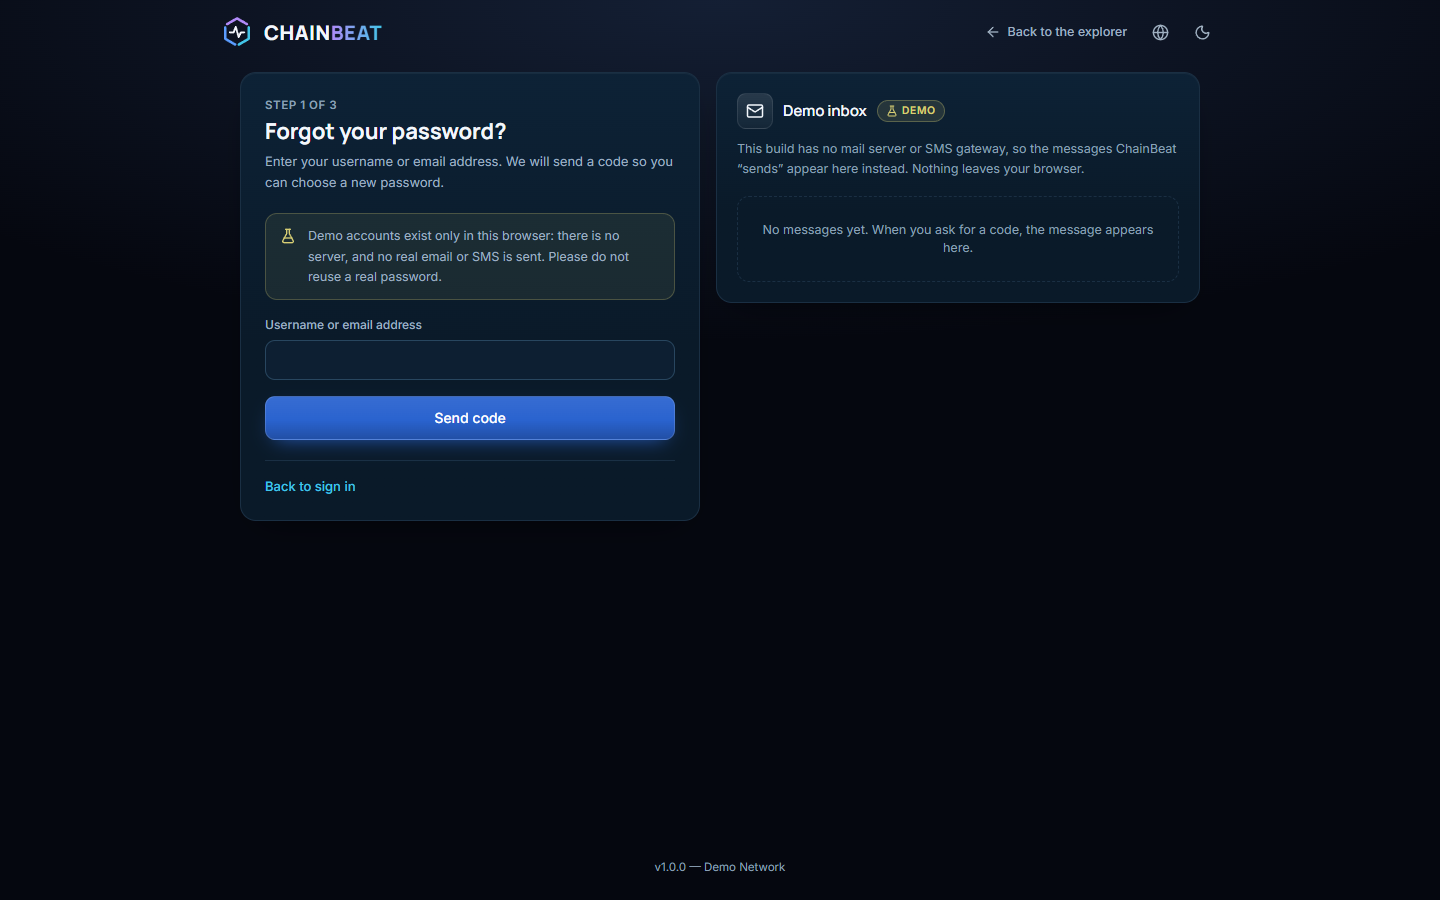 CHAINBEAT
Back to the explorer
STEP 1 OF 3
Forgot your password?
Enter your username or email address. We will send a code so you
can choose a new password.
Demo accounts exist only in this browser: there is no
server, and no real email or SMS is sent. Please do not
reuse a real password.
Username or email address
Send code
Back to sign in
Demo inbox
DEMO
This build has no mail server or SMS gateway, so the messages ChainBeat
“sends” appear here instead. Nothing leaves your browser.
No messages yet. When you ask for a code, the message appears
here.
v1.0.0 — Demo Network